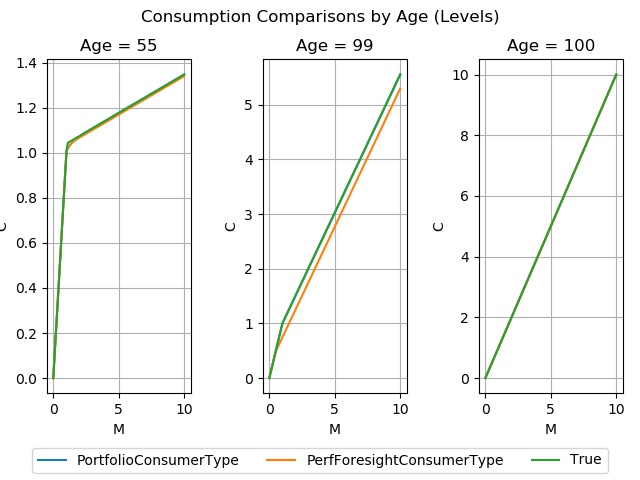 Consumption Comparisons by Age (Levels)
Age = 55
1.4
1.2
1.0
0.8
0.6
0.4
0.2
0.0
C
0 5 10
M
Age = 99
5
4
3
2
1
0
C
0 5 10
M
Age = 100
10
8
6
4
2
0
C
0 5 10
M
PortfolioConsumerType PerfForesightConsumerType True